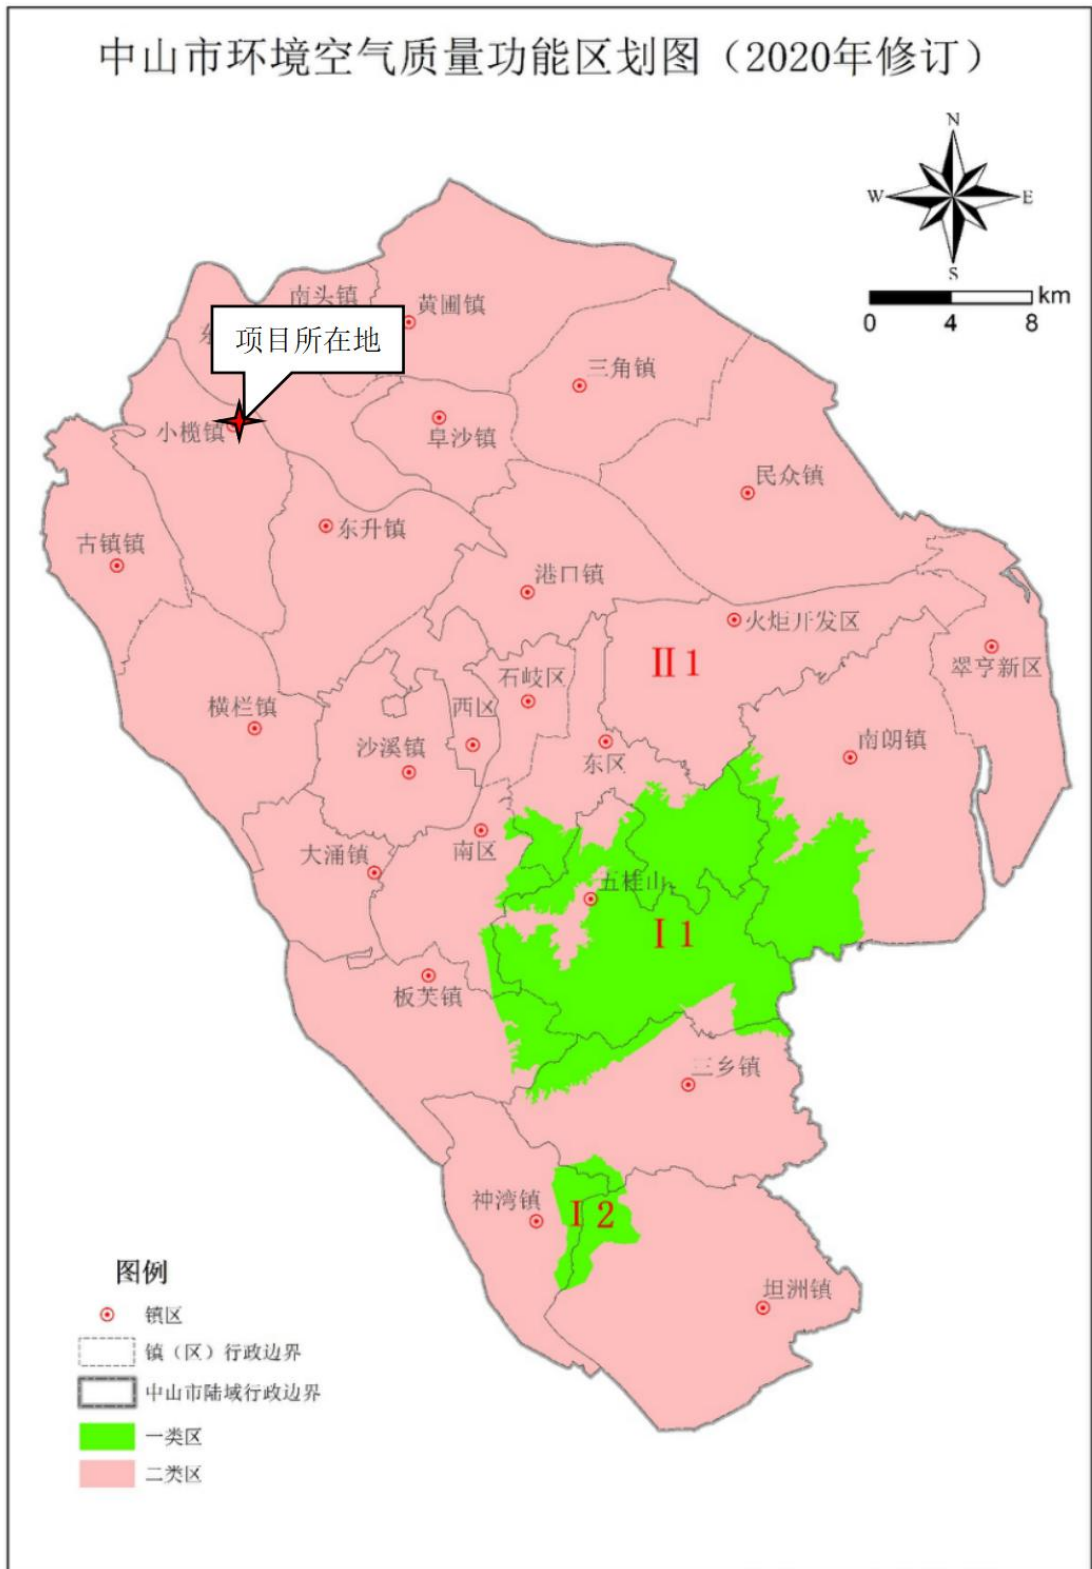 中山市环境空气质量功能区划图（2020年修订）
N
W
E
S
km
0
4
8
南头镇
黄圃镇
东
项目所在地
三角镇
小榄镇
阜沙镇
民众镇
东升镇
古镇镇
港口镇
火炬开发区
Ⅱ1
翠亨新区
石岐区
横栏镇
西区
沙溪镇
东区
南朗镇
南区
大涌镇
五桂山
Ⅰ1
板芙镇
三乡镇
神湾镇
Ⅰ2
坦洲镇
图例
镇区
镇（区）行政边界
中山市陆域行政边界
一类区
二类区